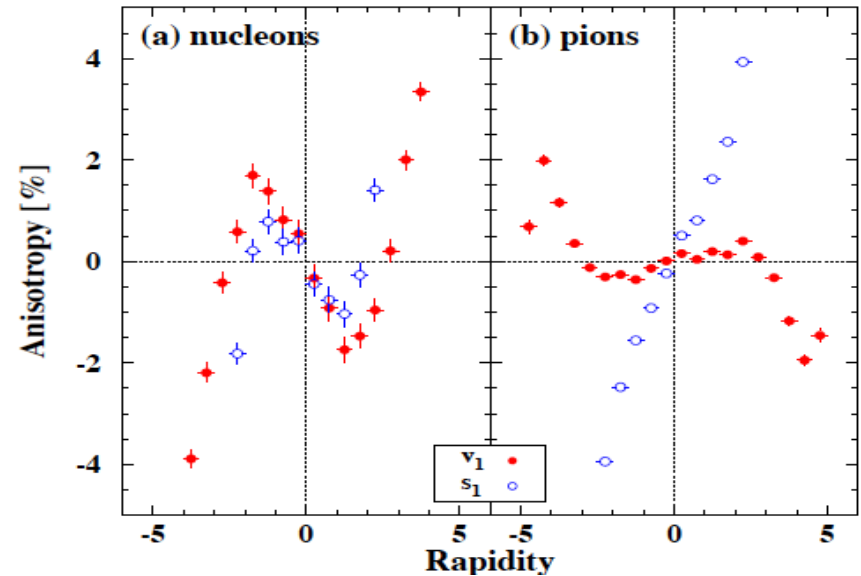 (a) nucleons
(b) pions
Anisotropy [%]
4
2
0
-2
-4
v1
s1
-5 0 5 -5 0 5
Rapidity